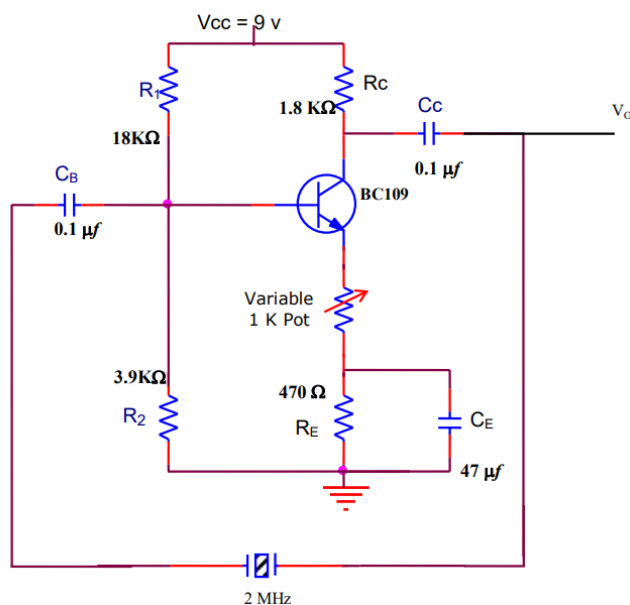 Vcc = 9 v
R1
Rc
1.8 KΩ
Cc
Vo
18KΩ
CB
0.1 µf
BC109
0.1 µf
Variable
1 K Pot
3.9KΩ
470 Ω
R2
RE
CE
47 µf
2 MHz